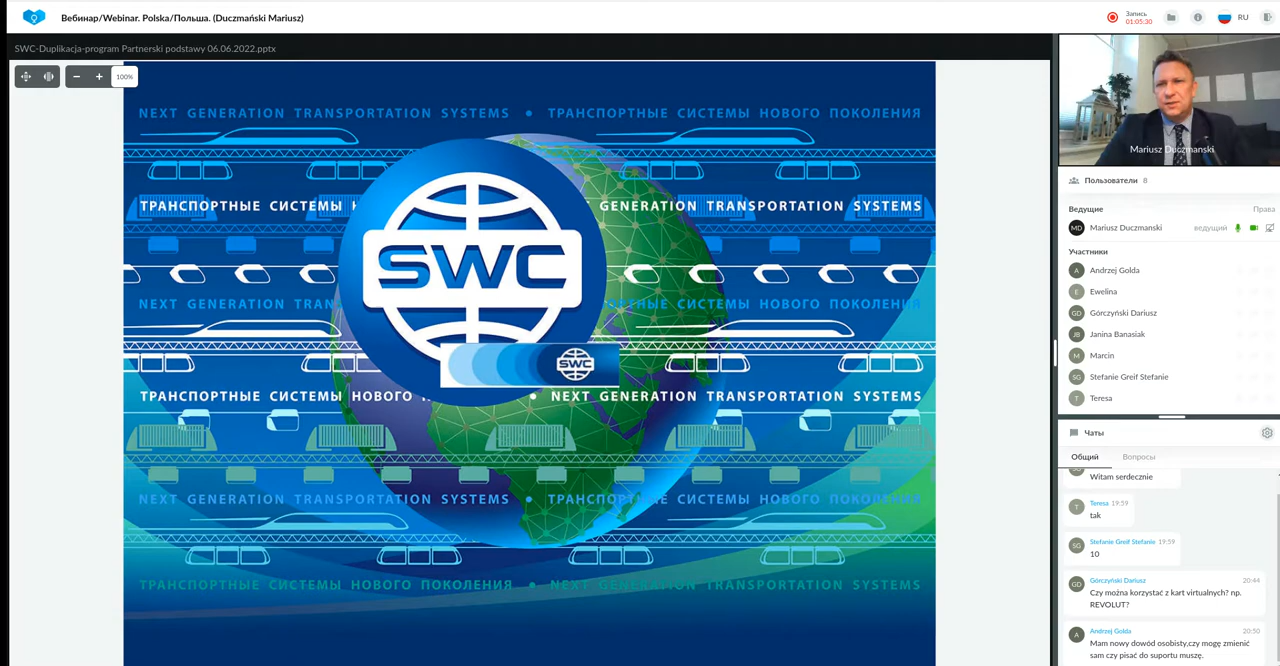 Вебинар/Webinar. Polska/Польша. (Duczmański Mariusz)
Запись
01:05:30
RU
SWC-Duplikacja-program Partnerski podstawy 06.06.2022.pptx
100%
NEXT GENERATION TRANSPORTATION SYSTEMS • ТРАНСПОРТНЫЕ СИСТЕМЫ НОВОГО ПОКОЛЕНИЯ
ТРАНСПОРТНЫЕ СИСТЕМЫ GENERATION TRANSPORTATION SYSTEMS
SWC
NEXT GENERATION СИСТЕМЫ НОВОГО ПОКОЛЕНИЯ
SWC
ТРАНСПОРТНЫЕ СИСТЕМЫ НОВОГО • NEXT GENERATION TRANSPORTATION SYSTEMS
NEXT GENERATION TRANSPORTATION SYSTEMS • ТРАНСПОРТНЫЕ СИСТЕМЫ НОВОГО ПОКОЛЕНИЯ
ТРАНСПОРТНЫЕ СИСТЕМЫ НОВОГО ПОКОЛЕНИЯ • NEXT GENERATION TRANSPORTATION SYSTEMS
Mariusz Duczmanski
Пользователи 8
Ведущие Права
MD Mariusz Duczmanski ведущий
Участники
A Andrzej Golda
E Ewelina
GD Górczyński Dariusz
JB Janina Banasiak
M Marcin
SG Stefanie Greif Stefanie
T Teresa
Чаты
Общий Вопросы
SG Witam serdecznie
T Teresa 19:59
tak
SG Stefanie Greif Stefanie 19:59
10
GD Górczyński Dariusz 20:44
Czy można korzystać z kart virtualnych? np.
REVOLUT?
A Andrzej Golda 20:50
Mam nowy dowód osobisty,czy mogę zmienić
sam czy pisać do suportu muszę.